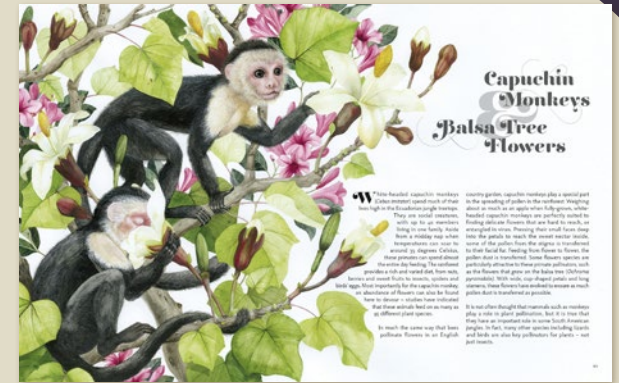 Capuchin
Monkeys
&
Balsa Tree
Flowers
White-headed capuchin monkeys
(Cebus imitator) spend much of their
lives high in the Ecuadorian jungle treetops.
They are social creatures,
with up to 40 members
living in one family. Aside
from a midday nap when
temperatures can soar to
around 35 degrees Celsius,
these primates can spend almost
the entire day feeding. The rainforest
provides a rich and varied diet, from nuts,
berries and sweet fruits to insects, spiders and
birds' eggs. Most importantly for the capuchin monkey,
an abundance of flowers can also be found
here to devour – studies have indicated
that these animals feed on as many as
95 different plant species.
In much the same way that bees
pollinate flowers in an English
country garden, capuchin monkeys play a special part
in the spreading of pollen in the rainforest. Weighing
about as much as an apple when fully-grown, white-
headed capuchin monkeys are perfectly suited to
finding delicate flowers that are hard to reach, or
entangled in vines. Pressing their small faces deep
into the petals to reach the sweet nectar inside,
some of the pollen from the stigma is transferred
to their facial fur. Feeding from flower to flower, the
pollen dust is transferred. Some flowers species are
particularly attractive to these primate pollinators, such
as the flowers that grow on the balsa tree (Ochroma
pyramidale). With wide, cup-shaped petals and long
stamens, these flowers have evolved to ensure as much
pollen dust is transferred as possible.
It is not often thought that mammals such as monkeys
play a role in plant pollination, but it is true that
they have an important role in some South American
jungles. In fact, many other species including lizards
and birds are also key pollinators for plants – not
just insects.